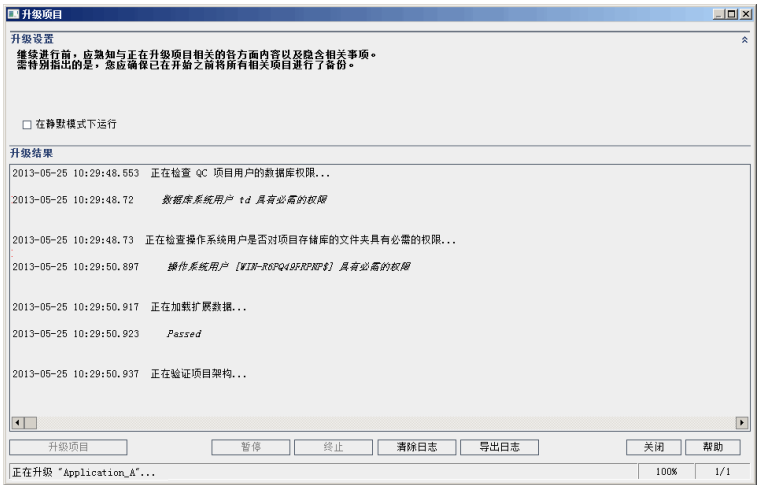 升级项目
升级设置
继续进行前，应熟知与正在升级项目相关的各方面内容以及隐含相关事项。
需特别指出的是，您应确保已在开始之前将所有相关项目进行了备份。
在静默模式下运行
升级结果
2013-05-25 10:29:48.553 正在检查 QC 项目用户的数据库权限...
2013-05-25 10:29:48.72 数据库系统用户 td 具有必需的权限
2013-05-25 10:29:48.73 正在检查操作系统用户是否对项目存储库的文件夹具有必需的权限...
2013-05-25 10:29:50.897 操作系统用户 [WIN-R6PQ49FRPNP$] 具有必需的权限
2013-05-25 10:29:50.917 正在加载扩展数据...
2013-05-25 10:29:50.923 Passed
2013-05-25 10:29:50.937 正在验证项目架构...
升级项目 暂停 终止 清除日志 导出日志 关闭 帮助
正在升级 "Application_A"... 100% 1/1